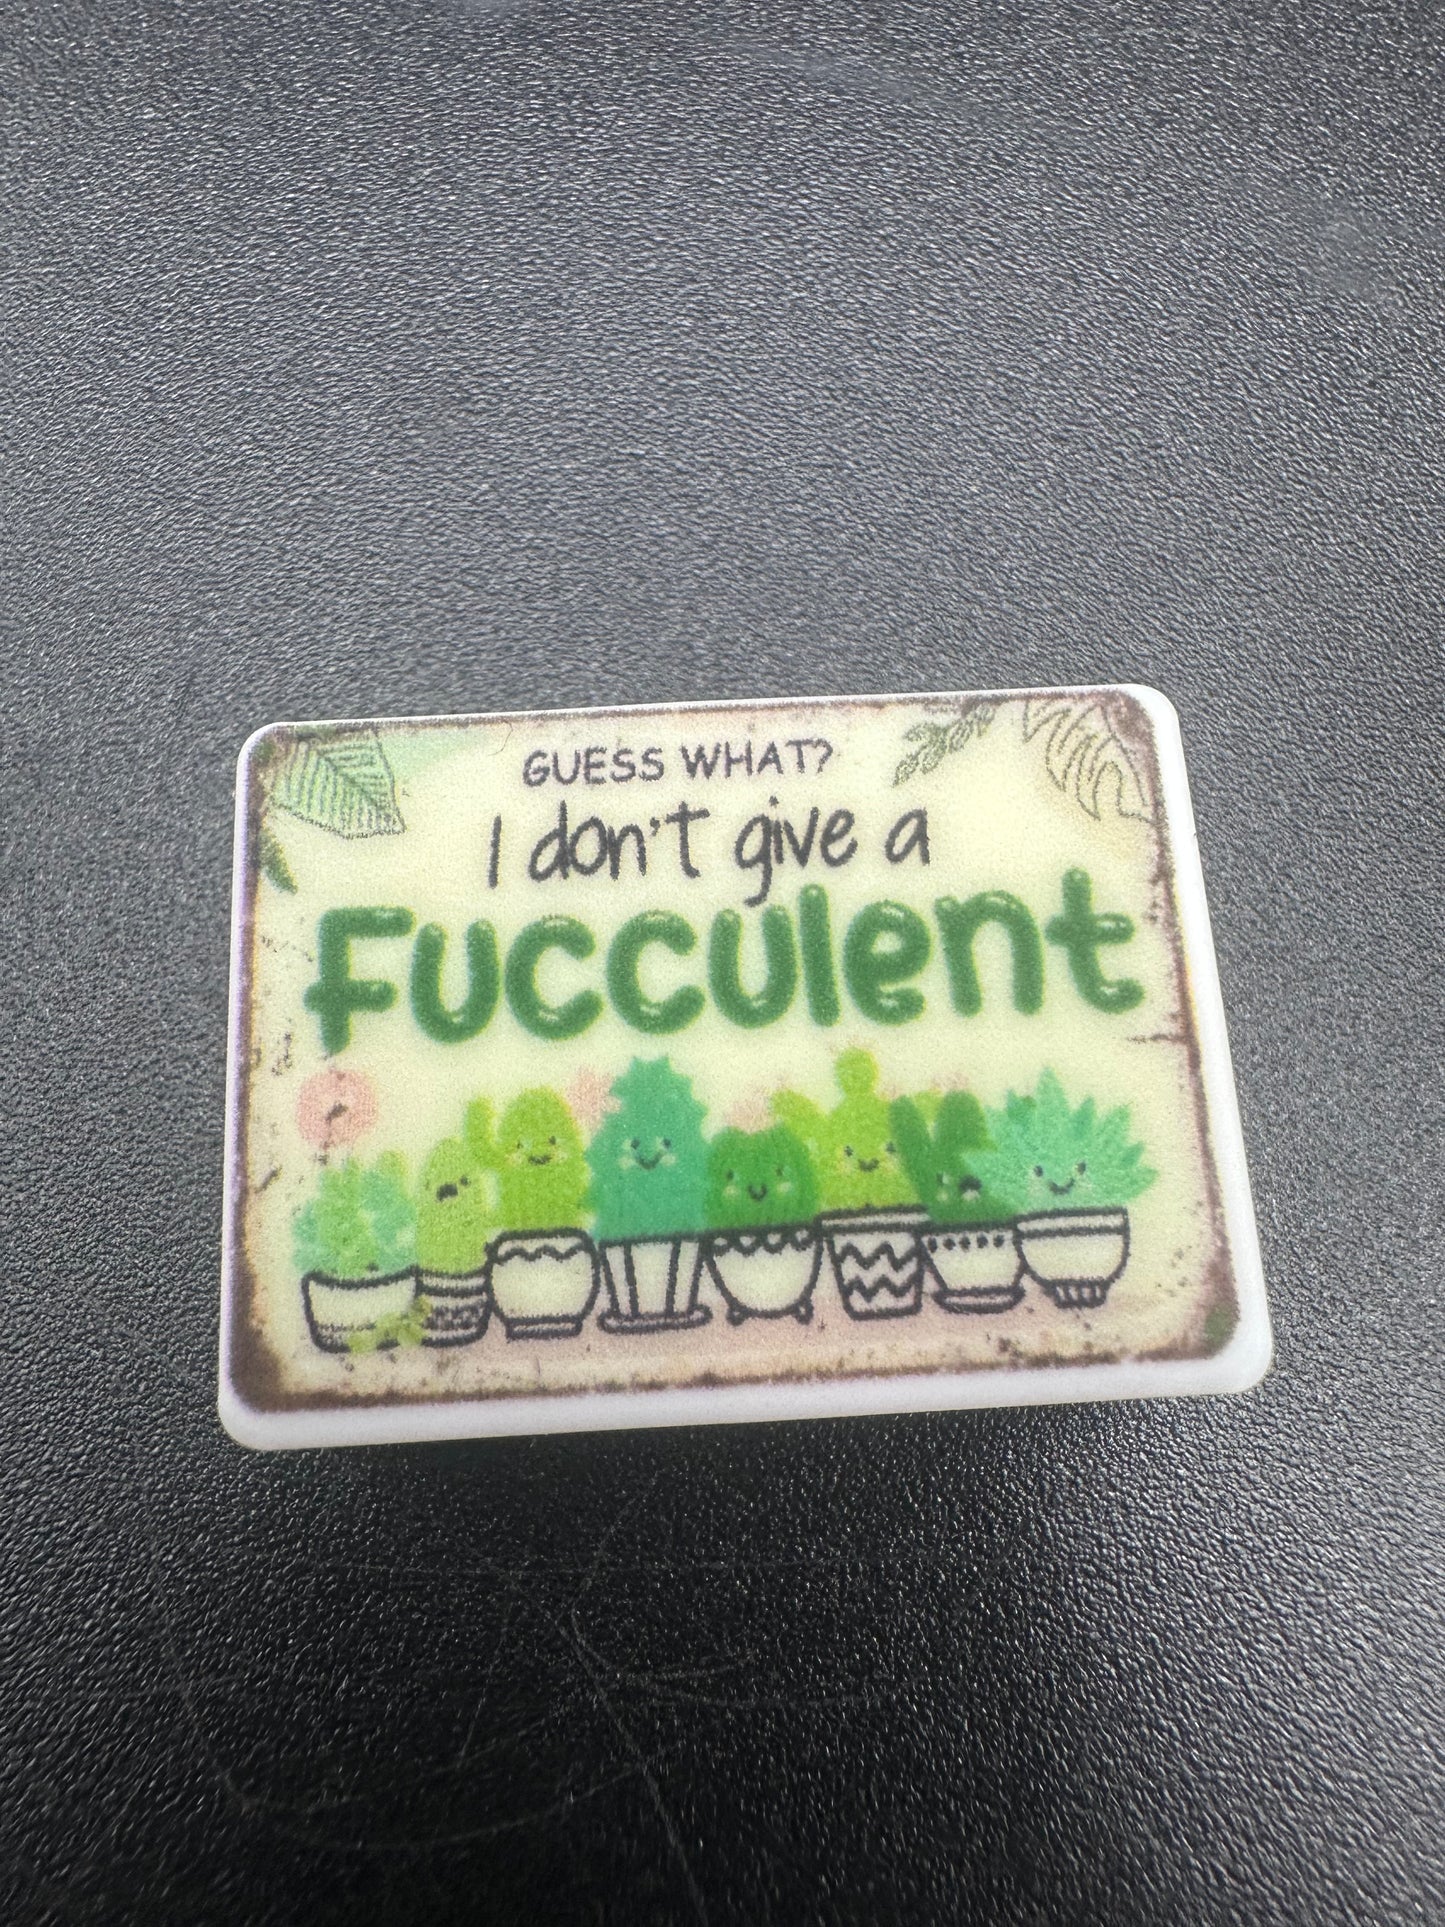 GUESS WHAT?
I don't give a
Fucculent